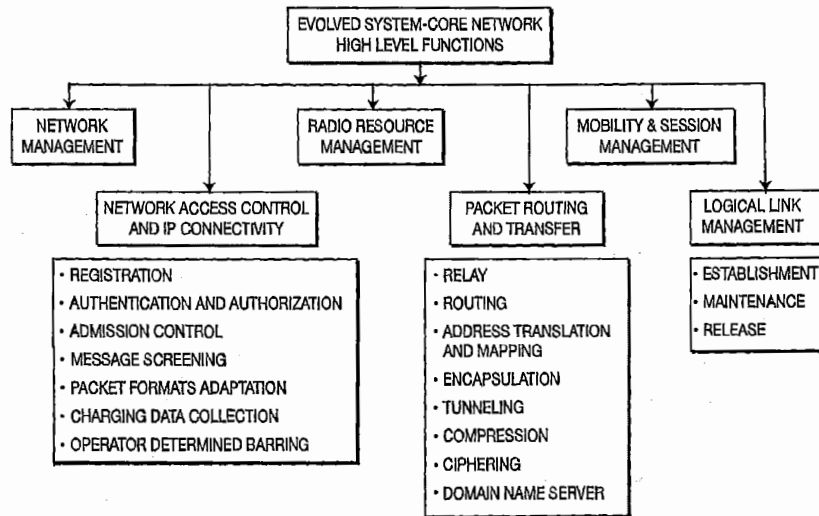 EVOLVED SYSTEM-CORE NETWORK
HIGH LEVEL FUNCTIONS
NETWORK
MANAGEMENT
RADIO RESOURCE
MANAGEMENT
MOBILITY & SESSION
MANAGEMENT
NETWORK ACCESS CONTROL
AND IP CONNECTIVITY
PACKET ROUTING
AND TRANSFER
LOGICAL LINK
MANAGEMENT
• REGISTRATION
• AUTHENTICATION AND AUTHORIZATION
• ADMISSION CONTROL
• MESSAGE SCREENING
• PACKET FORMATS ADAPTATION
• CHARGING DATA COLLECTION
• OPERATOR DETERMINED BARRING
• RELAY
• ROUTING
• ADDRESS TRANSLATION
AND MAPPING
• ENCAPSULATION
• TUNNELING
• COMPRESSION
• CIPHERING
• DOMAIN NAME SERVER
• ESTABLISHMENT
• MAINTENANCE
• RELEASE